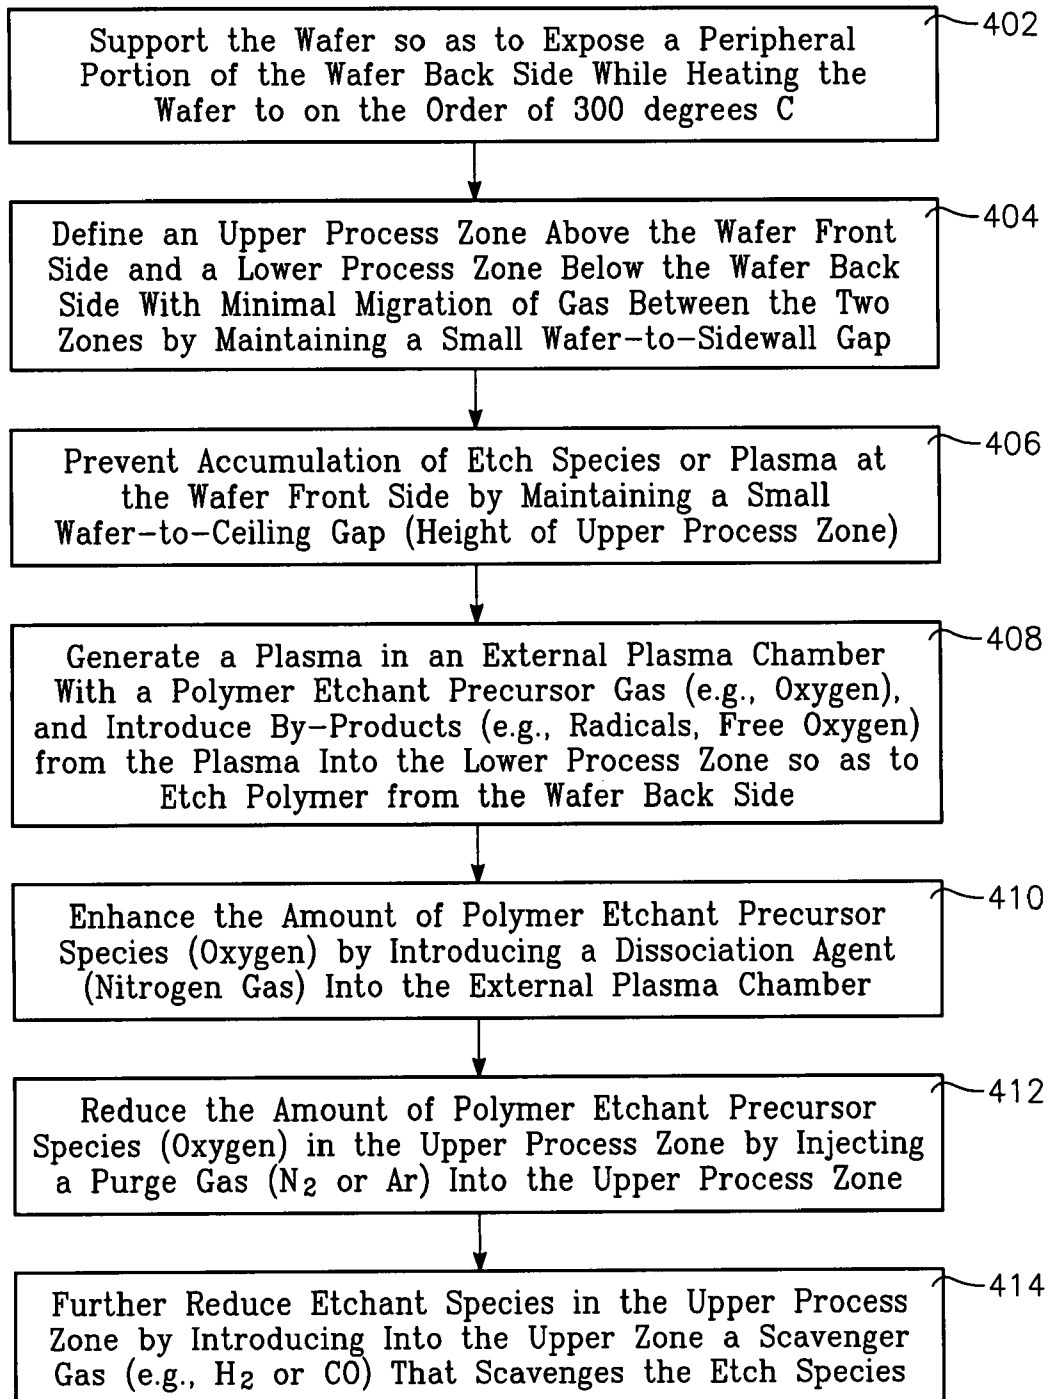 402
Support the Wafer so as to Expose a Peripheral
Portion of the Wafer Back Side While Heating the
Wafer to on the Order of 300 degrees C
404
Define an Upper Process Zone Above the Wafer Front
Side and a Lower Process Zone Below the Wafer Back
Side With Minimal Migration of Gas Between the Two
Zones by Maintaining a Small Wafer-to-Sidewall Gap
406
Prevent Accumulation of Etch Species or Plasma at
the Wafer Front Side by Maintaining a Small
Wafer-to-Ceiling Gap (Height of Upper Process Zone)
408
Generate a Plasma in an External Plasma Chamber
With a Polymer Etchant Precursor Gas (e.g., Oxygen),
and Introduce By-Products (e.g., Radicals, Free Oxygen)
from the Plasma Into the Lower Process Zone so as to
Etch Polymer from the Wafer Back Side
410
Enhance the Amount of Polymer Etchant Precursor
Species (Oxygen) by Introducing a Dissociation Agent
(Nitrogen Gas) Into the External Plasma Chamber
412
Reduce the Amount of Polymer Etchant Precursor
Species (Oxygen) in the Upper Process Zone by Injecting
a Purge Gas (N2 or Ar) Into the Upper Process Zone
414
Further Reduce Etchant Species in the Upper Process
Zone by Introducing Into the Upper Zone a Scavenger
Gas (e.g., H2 or CO) That Scavenges the Etch Species